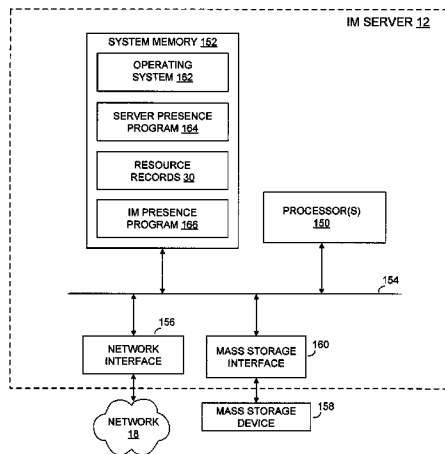 IM SERVER 12
SYSTEM MEMORY 152
OPERATING
SYSTEM 162
SERVER PRESENCE
PROGRAM 164
RESOURCE
RECORDS 30
IM PRESENCE
PROGRAM 166
PROCESSOR(S)
150
154
156
NETWORK
INTERFACE
MASS STORAGE
INTERFACE
160
NETWORK
18
MASS STORAGE
DEVICE
158